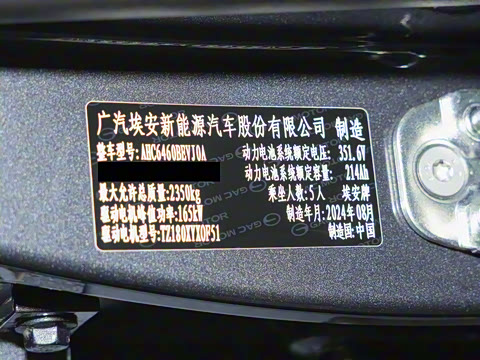 广汽埃安新能源汽车股份有限公司 制造
整车型号:AHC6460BEVJ0A 动力电池系统额定电压: 351.6V
动力电池系统额定容量: 214Ah
最大允许总质量:2350kg 乘坐人数:5人 埃安牌
驱动电机峰值功率:165kW 制造年月:2024年08月
驱动电机型号:TZ180XYX0F51 制造国:中国